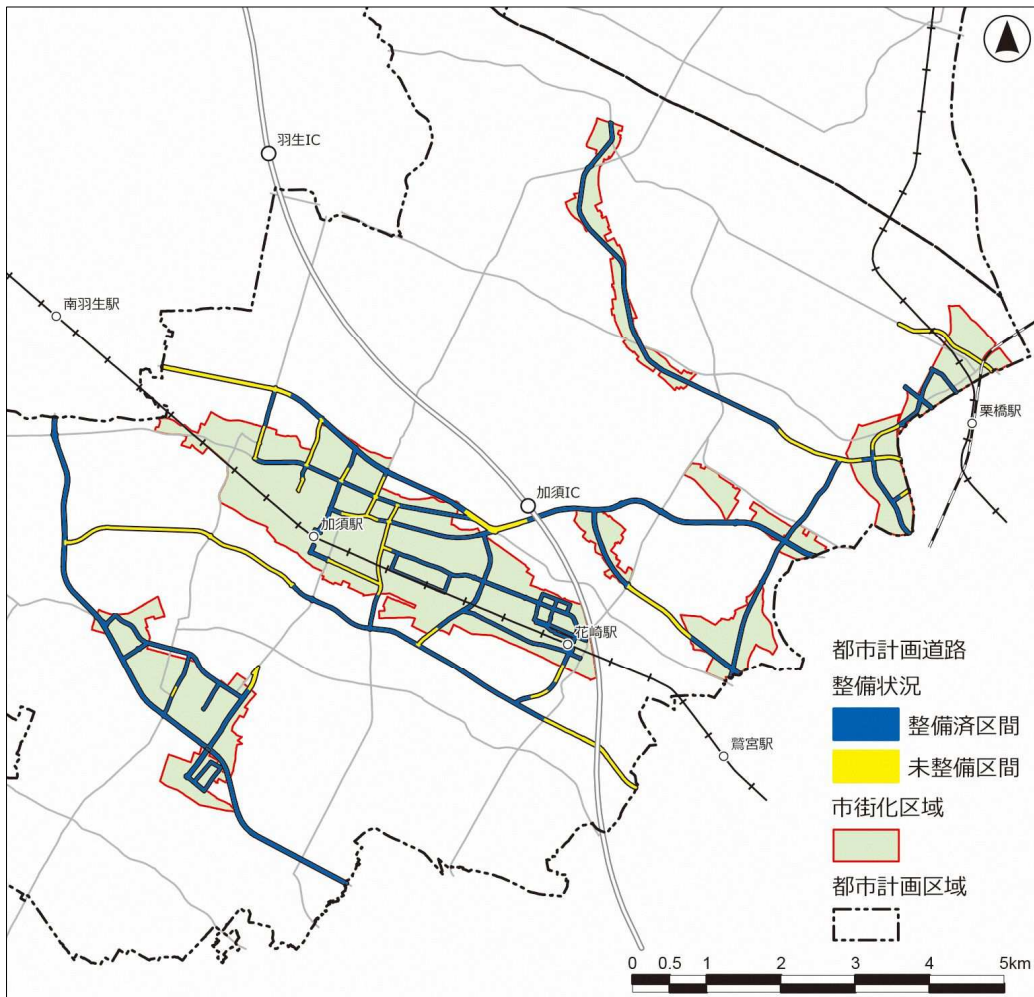 羽生IC
南羽生駅
栗橋駅
加須IC
加須駅
花崎駅
鷲宮駅
都市計画道路
整備状況
整備済区間
未整備区間
市街化区域
都市計画区域
0 0.5 1 2 3 4 5km